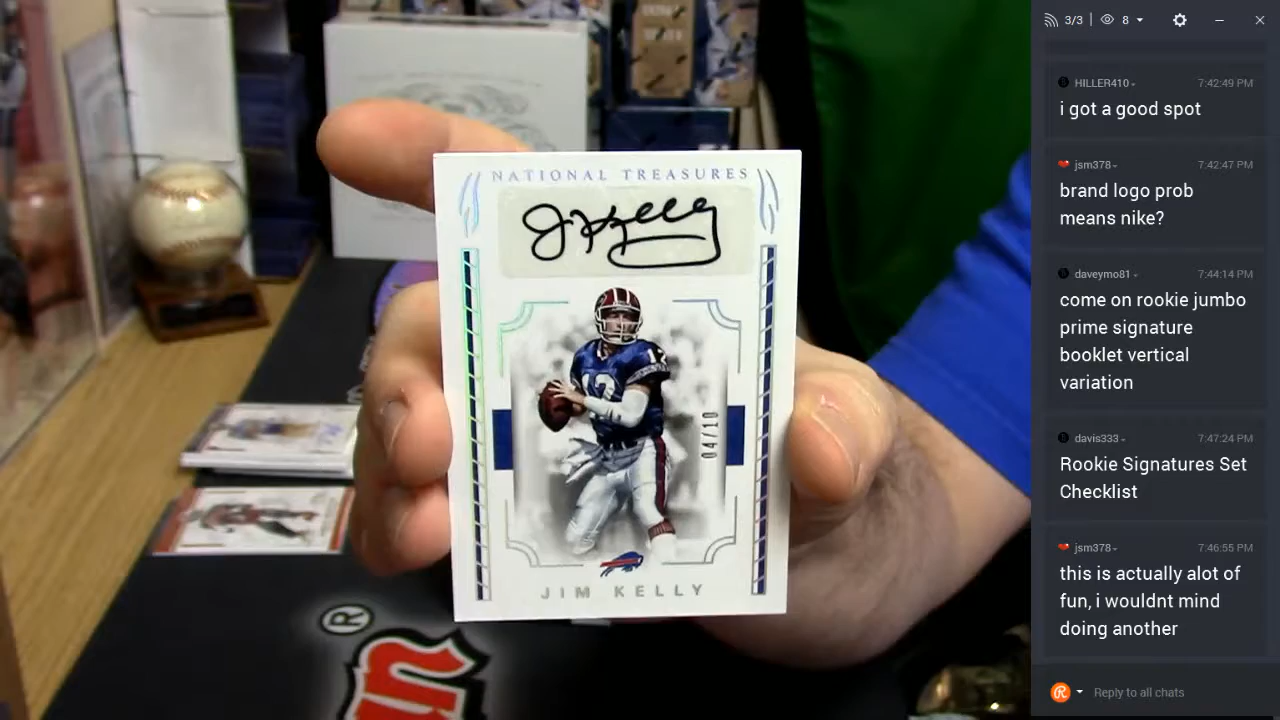 NATIONAL TREASURES
J Kelly
12
12
04/10
JIM KELLY
®
3/3
8
HILLER410
7:42:49 PM
i got a good spot
jsm378
7:42:47 PM
brand logo prob
means nike?
daveymo81
7:44:14 PM
come on rookie jumbo
prime signature
booklet vertical
variation
davis333
7:47:24 PM
Rookie Signatures Set
Checklist
jsm378
7:46:55 PM
this is actually alot of
fun, i wouldnt mind
doing another
Reply to all chats